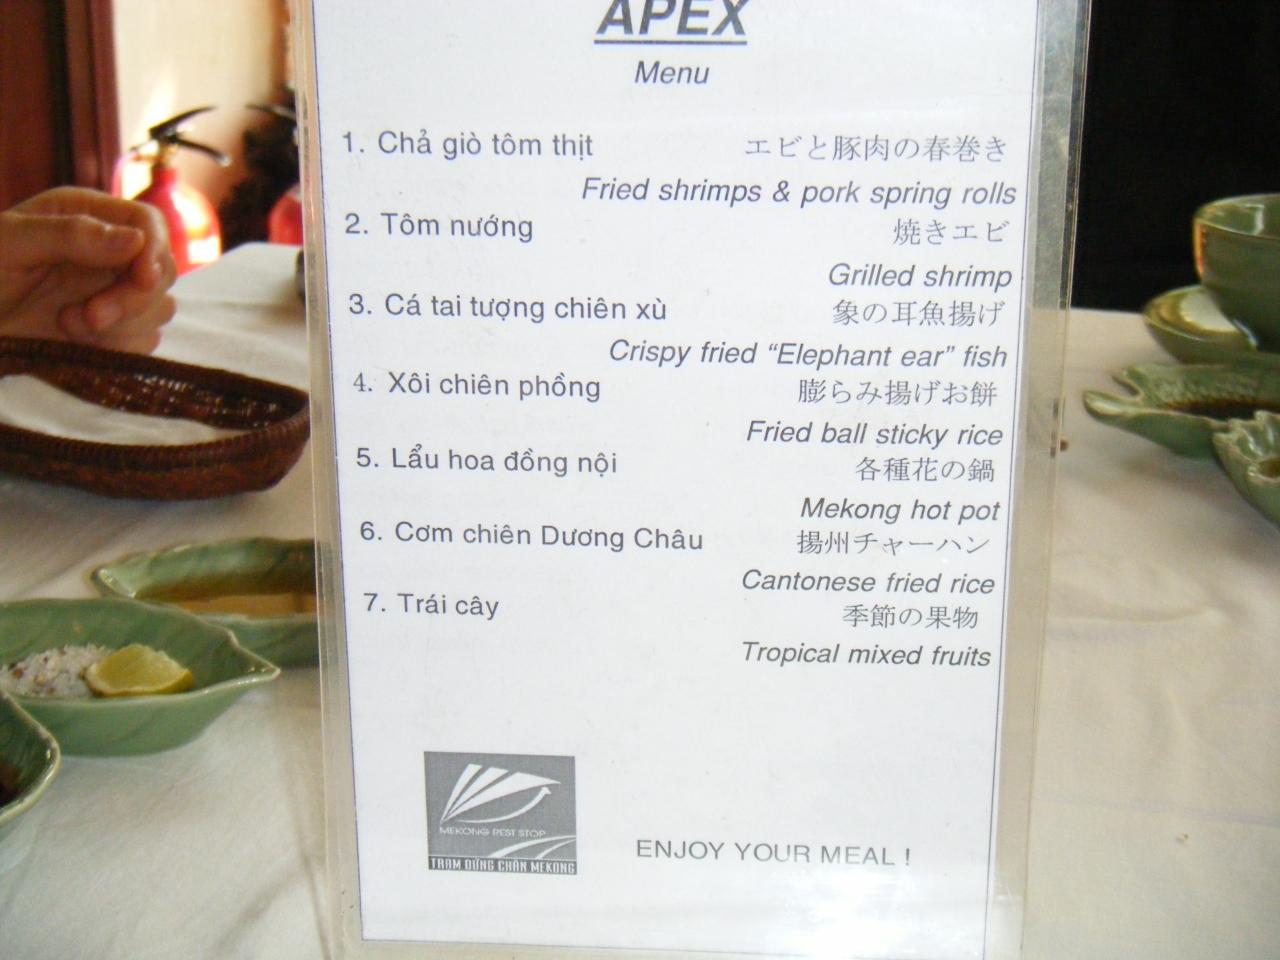 APEX
Menu
1. Chả giò tôm thịt エビと豚肉の春巻き
Fried shrimps & pork spring rolls
2. Tôm nướng 焼きエビ
Grilled shrimp
3. Cá tai tượng chiên xù 象の耳魚揚げ
Crispy fried “Elephant ear” fish
4. Xôi chiên phồng 膨らみ揚げお餅
Fried ball sticky rice
5. Lẩu hoa đồng nội 各種花の鍋
Mekong hot pot
6. Cơm chiên Dương Châu 揚州チャーハン
Cantonese fried rice
7. Trái cây 季節の果物
Tropical mixed fruits
MEKONG REST STOP
TRẠM DỪNG CHÂN MEKONG
ENJOY YOUR MEAL !